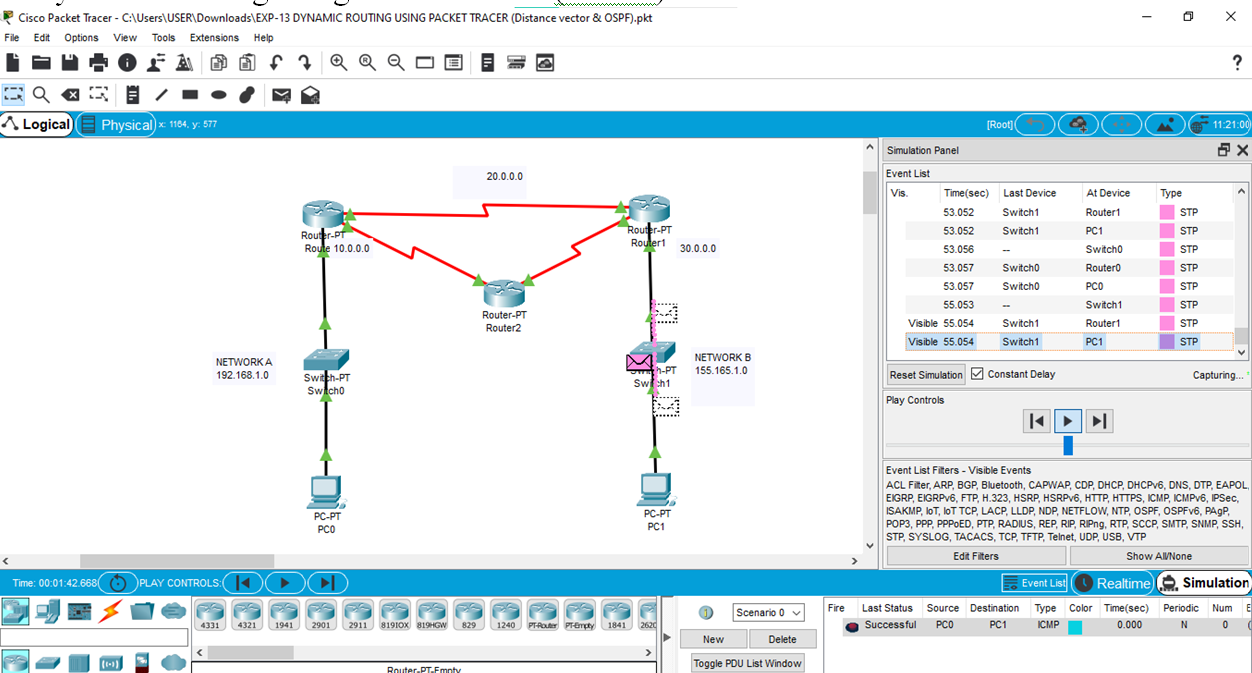 Cisco Packet Tracer - C:\Users\USER\Downloads\EXP-13 DYNAMIC ROUTING USING PACKET TRACER (Distance vector & OSPF).pkt
File Edit Options View Tools Extensions Help
?
Logical Physical x: 1164, y: 577 [Root] 11:21:00
20.0.0.0
Router-PT
Route 10.0.0.0
Router-PT
Router1
30.0.0.0
Router-PT
Router2
NETWORK A
192.168.1.0
Switch-PT
Switch0
NETWORK B
155.165.1.0
Switch-PT
Switch1
PC-PT
PC0
PC-PT
PC1
Simulation Panel
Event List
Vis. Time(sec) Last Device At Device Type
53.052 Switch1 Router1 STP
53.052 Switch1 PC1 STP
53.056 -- Switch0 STP
53.057 Switch0 Router0 STP
53.057 Switch0 PC0 STP
55.053 -- Switch1 STP
Visible 55.054 Switch1 Router1 STP
Visible 55.054 Switch1 PC1 STP
Reset Simulation Constant Delay Capturing...
Play Controls
Event List Filters - Visible Events
ACL Filter, ARP, BGP, Bluetooth, CAPWAP, CDP, DHCP, DHCPv6, DNS, DTP, EAPOL,
EIGRP, EIGRPv6, FTP, H.323, HSRP, HSRPv6, HTTP, HTTPS, ICMP, ICMPv6, IPSec,
ISAKMP, IoT, IoT TCP, LACP, LLDP, NDP, NETFLOW, NTP, OSPF, OSPFv6, PAgP,
POP3, PPP, PPPoED, PTP, RADIUS, REP, RIP, RIPng, RTP, SCCP, SMTP, SNMP, SSH,
STP, SYSLOG, TACACS, TCP, TFTP, Telnet, UDP, USB, VTP
Edit Filters Show All/None
Time: 00:01:42.668 PLAY CONTROLS: Event List Realtime Simulation
4331 4321 1941 2901 2911 819IOX 819HGW 829 1240 PT-Router PT-Empty 1841 2620
Router-PT-Empty
Scenario 0
New Delete
Toggle PDU List Window
Fire Last Status Source Destination Type Color Time(sec) Periodic Num
Successful PC0 PC1 ICMP 0.000 N 0